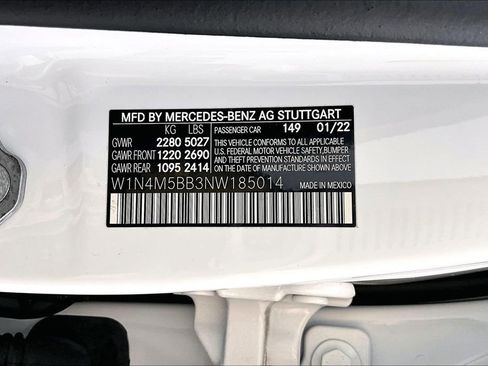 MFD BY MERCEDES-BENZ AG STUTTGART
KG LBS PASSENGER CAR 149 01/22
GVWR 2280 5027 THIS VEHICLE CONFORMS TO ALL APPLICABLE
GAWR FRONT 1220 2690 U.S. FEDERAL MOTOR VEHICLE SAFETY, BUMPER
GAWR REAR 1095 2414 AND THEFT PREVENTION STANDARDS IN EFFECT
ON THE DATE OF MANUFACTURE SHOWN ABOVE.
W1N4M5BB3NW185014 MADE IN MEXICO